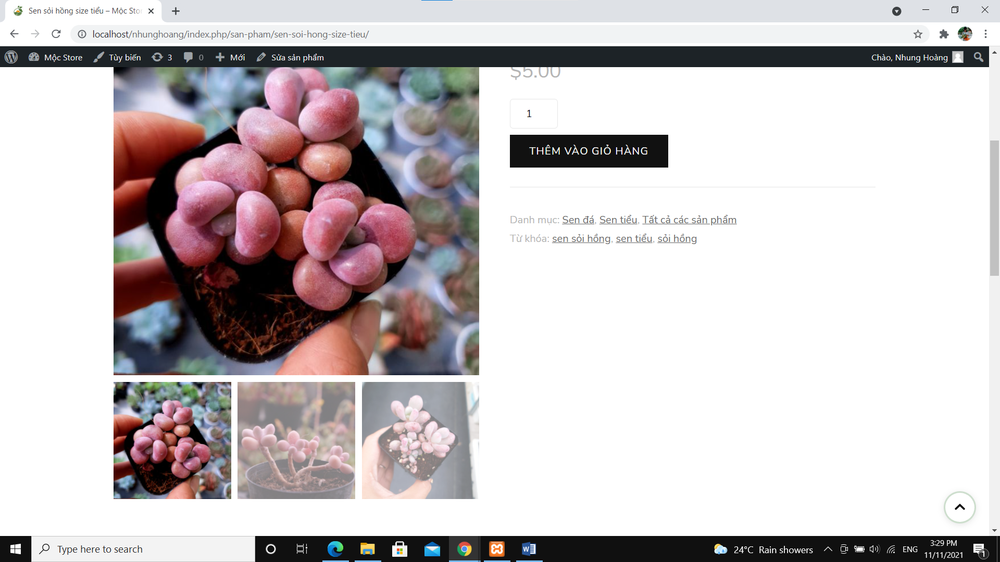 Sen sỏi hồng size tiểu – Mộc Stor
localhost/nhunghoang/index.php/san-pham/sen-soi-hong-size-tieu/
Mộc Store Tùy biến 3 0 Mới Sửa sản phẩm Chào, Nhung Hoàng
$5.00
1
THÊM VÀO GIỎ HÀNG
Danh mục: Sen đá, Sen tiểu, Tất cả các sản phẩm
Từ khóa: sen sỏi hồng, sen tiểu, sỏi hồng
Type here to search
24°C Rain showers
ENG
3:29 PM
11/11/2021
1